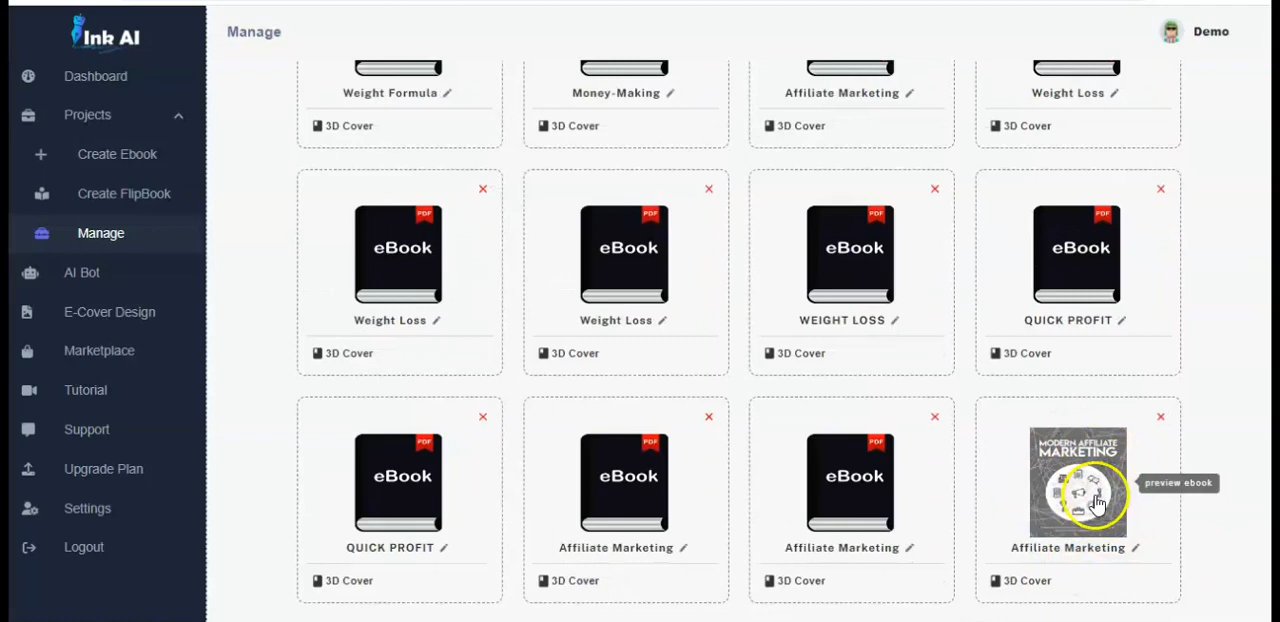 Ink AI
Manage
Demo
Dashboard
Projects
Create Ebook
Create FlipBook
Manage
AI Bot
E-Cover Design
Marketplace
Tutorial
Support
Upgrade Plan
Settings
Logout
Weight Formula
Money-Making
Affiliate Marketing
Weight Loss
3D Cover
3D Cover
3D Cover
3D Cover
PDF
eBook
PDF
eBook
PDF
eBook
PDF
eBook
Weight Loss
Weight Loss
WEIGHT LOSS
QUICK PROFIT
3D Cover
3D Cover
3D Cover
3D Cover
PDF
eBook
PDF
eBook
PDF
eBook
MODERN AFFILIATE
MARKETING
preview ebook
QUICK PROFIT
Affiliate Marketing
Affiliate Marketing
Affiliate Marketing
3D Cover
3D Cover
3D Cover
3D Cover